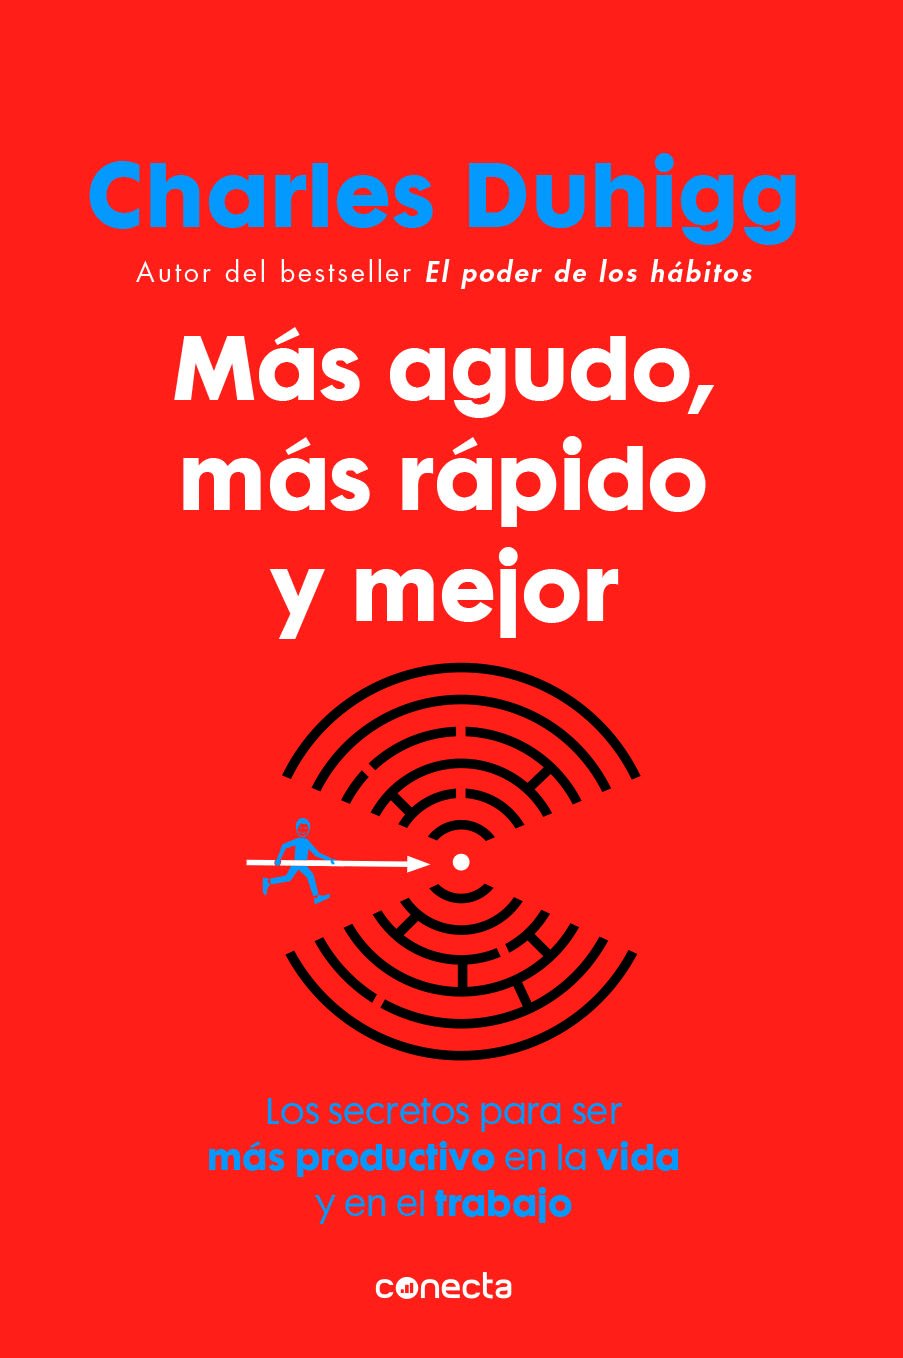 Charles Duhigg
Autor del bestseller El poder de los hábitos
Más agudo,
más rápido
y mejor
Los secretos para ser
más productivo en la vida
y en el trabajo
conecta